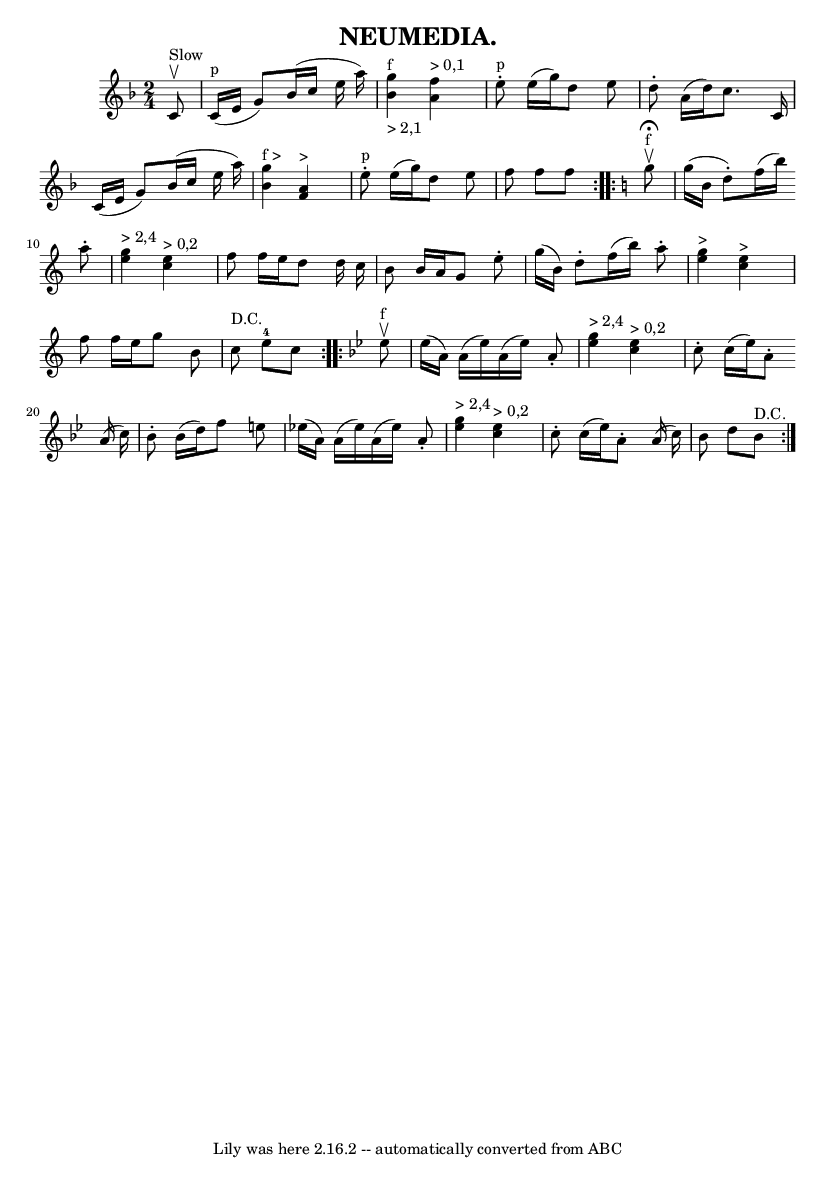 NEUMEDIA.
Slow
p f > 0,1 p
> 2,1
f
f > > p
10 > 2,4 > 0,2 > >
D.C. 4 f > 2,4 > 0,2
20 > 2,4 > 0,2 D.C.
Lily was here 2.16.2 -- automatically converted from ABC